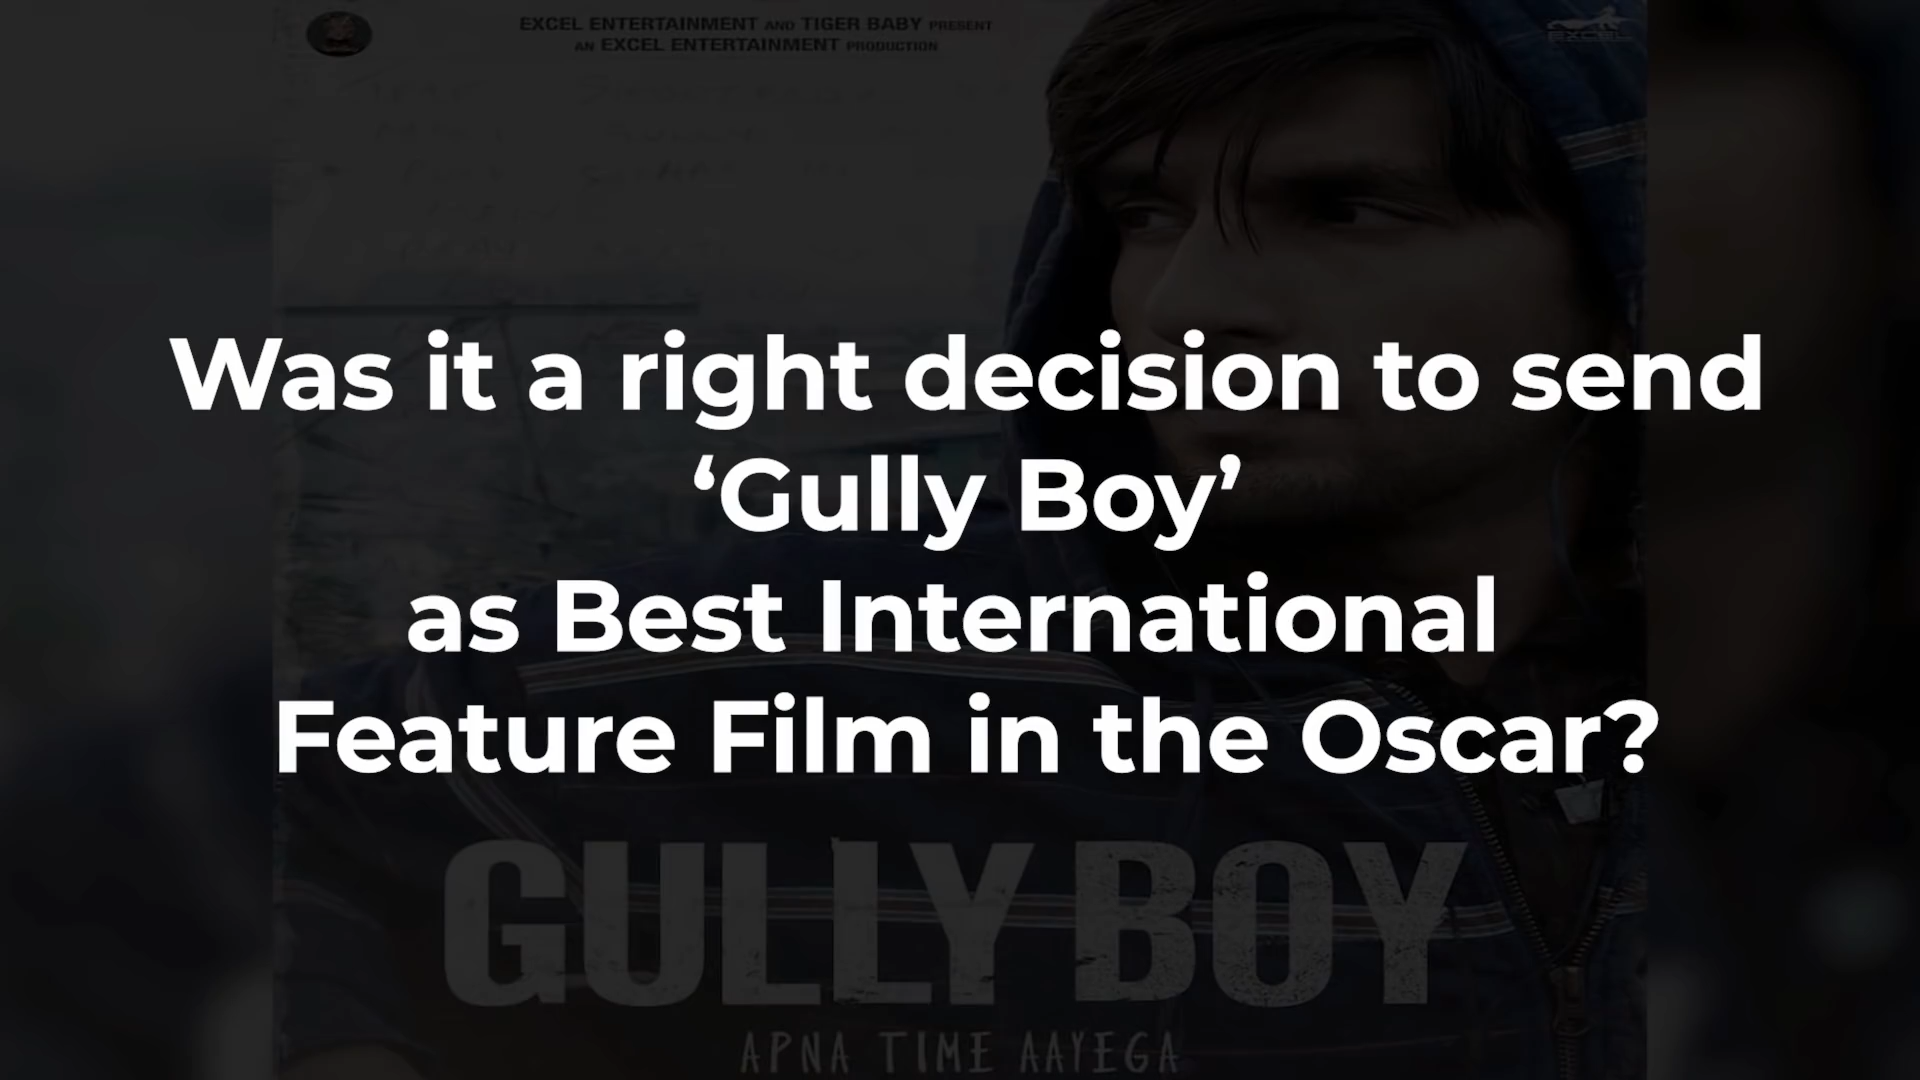 EXCEL ENTERTAINMENT AND TIGER BABY PRESENT
AN EXCEL ENTERTAINMENT PRODUCTION
EXCEL
Was it a right decision to send
‘Gully Boy’
as Best International
Feature Film in the Oscar?
GULLY BOY
APNA TIME AAYEGA